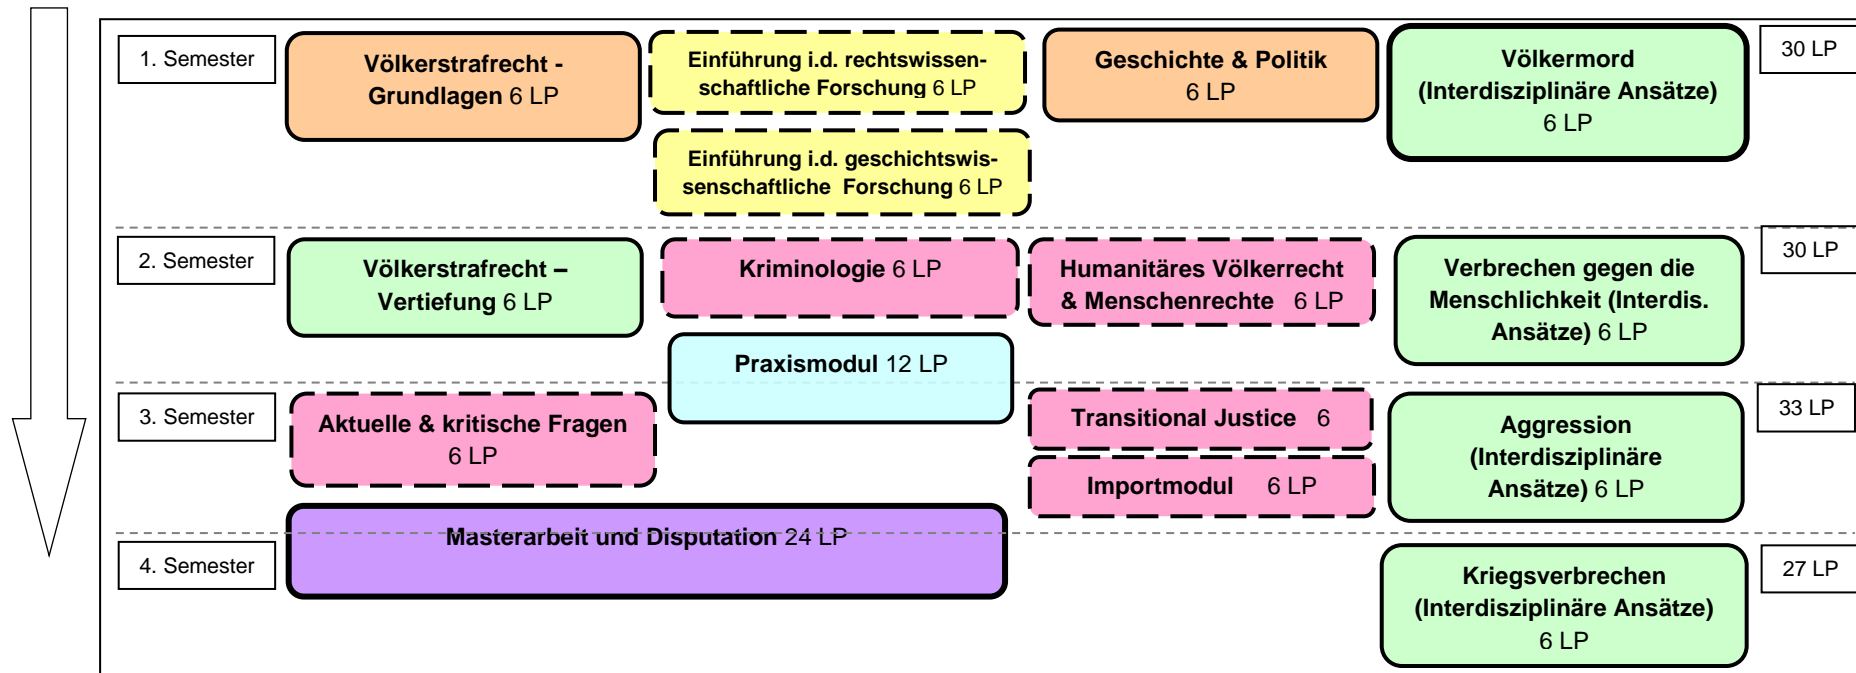 1. Semester
Völkerstrafrecht -
Grundlagen 6 LP
Einführung i.d. rechtswissen-
schaftliche Forschung 6 LP
Einführung i.d. geschichtswis-
senschaftliche Forschung 6 LP
Geschichte & Politik
6 LP
Völkermord
(Interdisziplinäre Ansätze)
6 LP
30 LP
2. Semester
Völkerstrafrecht –
Vertiefung 6 LP
Kriminologie 6 LP
Humanitäres Völkerrecht
& Menschenrechte 6 LP
Verbrechen gegen die
Menschlichkeit (Interdis.
Ansätze) 6 LP
30 LP
Praxismodul 12 LP
3. Semester
Aktuelle & kritische Fragen
6 LP
Transitional Justice 6
Importmodul 6 LP
Aggression
(Interdisziplinäre
Ansätze) 6 LP
33 LP
Masterarbeit und Disputation 24 LP
4. Semester
Kriegsverbrechen
(Interdisziplinäre Ansätze)
6 LP
27 LP